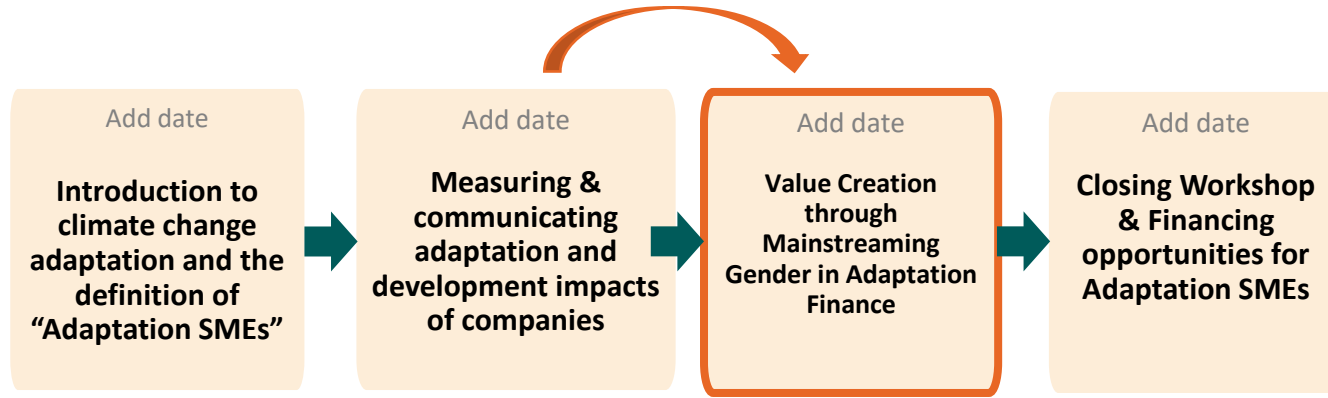 Add date
Introduction to
climate change
adaptation and the
definition of
“Adaptation SMEs”
Add date
Measuring &
communicating
adaptation and
development impacts
of companies
Add date
Value Creation
through
Mainstreaming
Gender in Adaptation
Finance
Add date
Closing Workshop
& Financing
opportunities for
Adaptation SMEs